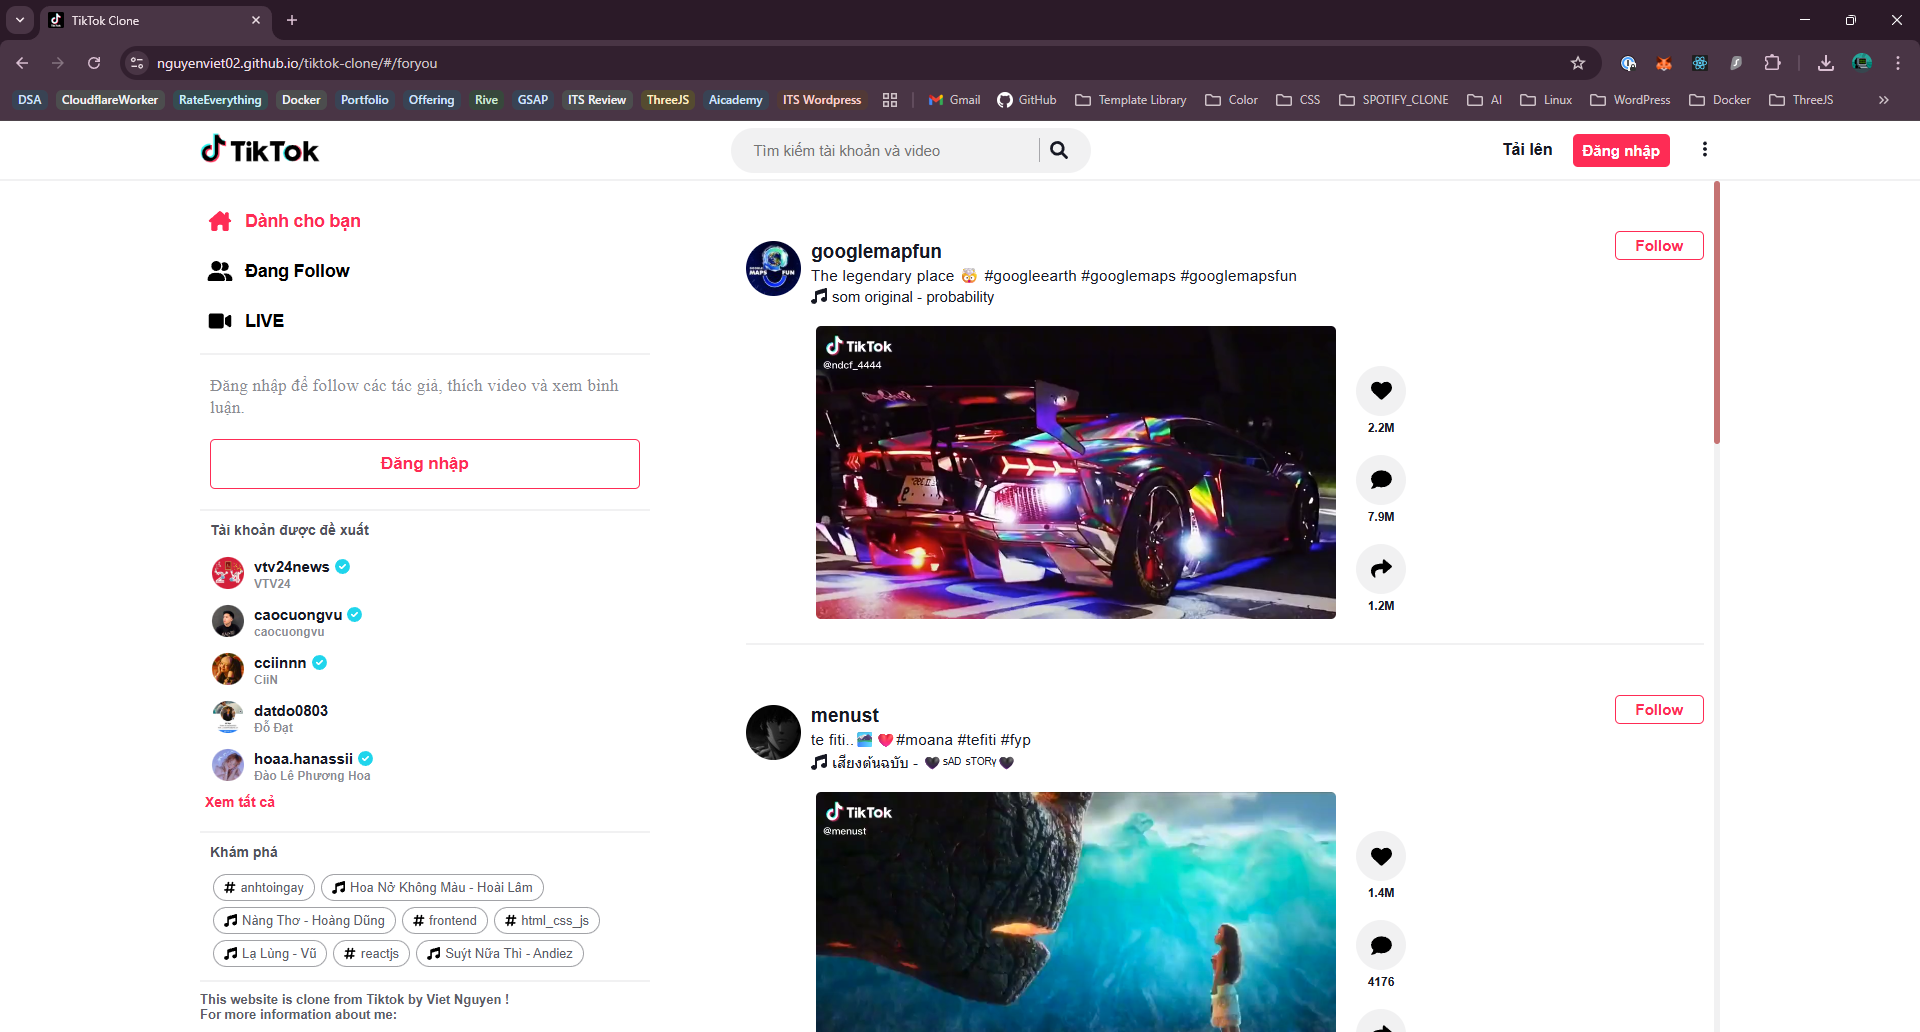 TikTok Clone
nguyenviet02.github.io/tiktok-clone/#/foryou
DSA CloudflareWorker RateEverything Docker Portfolio Offering Rive GSAP ITS Review ThreeJS Aicademy ITS Wordpress Gmail GitHub Template Library Color CSS SPOTIFY_CLONE AI Linux WordPress Docker ThreeJS
TikTok
Tìm kiếm tài khoản và video
Tải lên
Đăng nhập
Dành cho bạn
Đang Follow
LIVE
Đăng nhập để follow các tác giả, thích video và xem bình
luận.
Đăng nhập
Tài khoản được đề xuất
vtv24news
VTV24
caocuongvu
caocuongvu
cciinnn
CiiN
datdo0803
Đỗ Đạt
hoaa.hanassii
Đào Lê Phương Hoa
Xem tất cả
Khám phá
# anhtoingay Hoa Nở Không Màu - Hoài Lâm
Nàng Thơ - Hoàng Dũng # frontend # html_css_js
Lạ Lùng - Vũ # reactjs Suýt Nữa Thì - Andiez
This website is clone from Tiktok by Viet Nguyen !
For more information about me:
googlemapfun
Follow
The legendary place 🤯 #googleearth #googlemaps #googlemapsfun
som original - probability
TikTok
@ndcf_4444
2.2M
7.9M
1.2M
menust
Follow
te fiti..🌊💗#moana #tefiti #fyp
เสียงต้นฉบับ - 🖤ˢᴬᴰ ˢᵀᴼᴿʸ🖤
TikTok
@menust
1.4M
4176